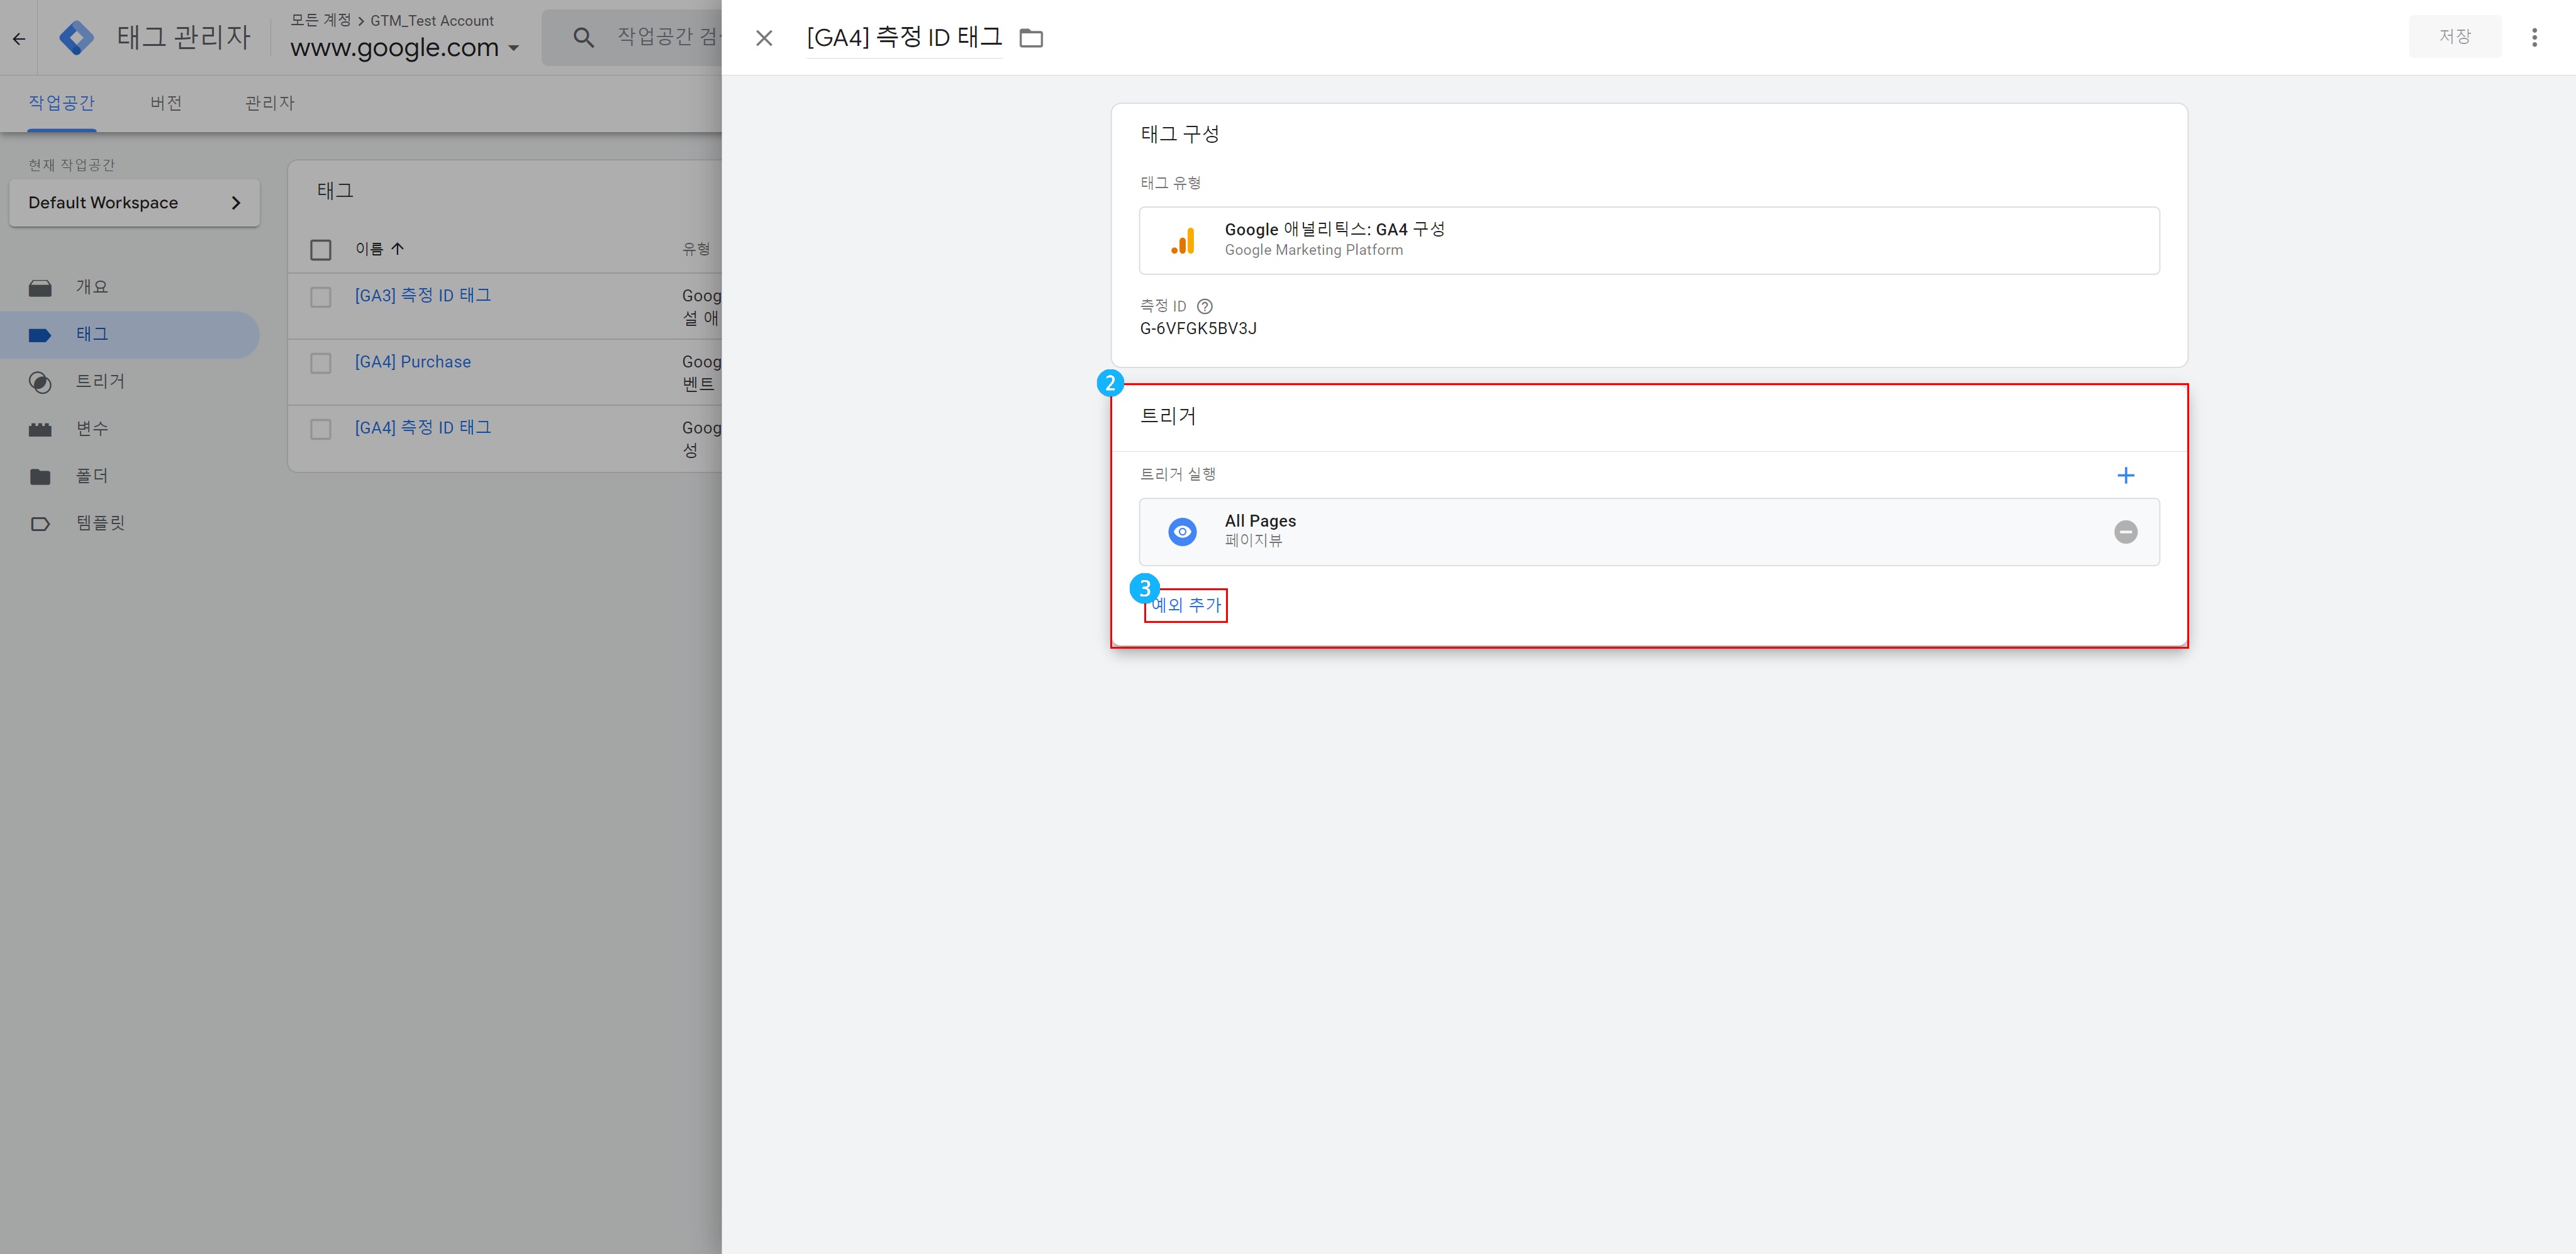 태그 관리자
모든 계정 > GTM_Test Account
www.google.com
작업공간 검
작업공간
버전
관리자
현재 작업공간
Default Workspace
개요
태그
트리거
변수
폴더
템플릿
태그
이름
유형
[GA3] 측정 ID 태그
Goog
설 애
[GA4] Purchase
Goog
벤트
[GA4] 측정 ID 태그
Goog
성
[GA4] 측정 ID 태그
저장
태그 구성
태그 유형
Google 애널리틱스: GA4 구성
Google Marketing Platform
측정 ID
G-6VFGK5BV3J
2
트리거
트리거 실행
All Pages
페이지뷰
3
예외 추가